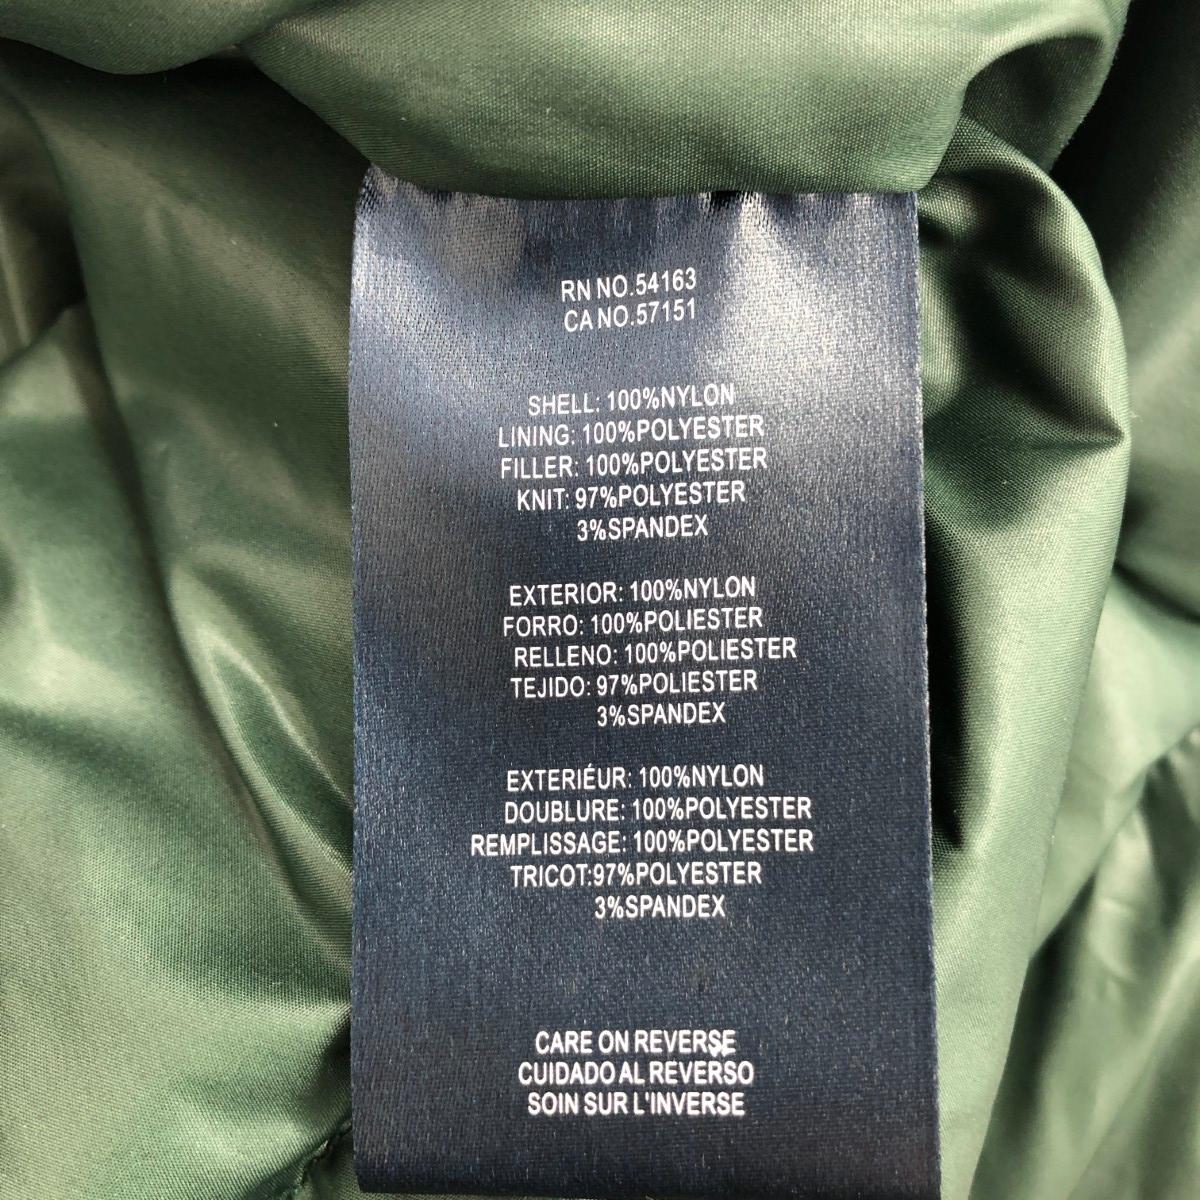 RN NO.54163
CA NO.57151
SHELL: 100%NYLON
LINING: 100%POLYESTER
FILLER: 100%POLYESTER
KNIT: 97%POLYESTER
3%SPANDEX
EXTERIOR: 100%NYLON
FORRO: 100%POLIESTER
RELLENO: 100%POLIESTER
TEJIDO: 97%POLIESTER
3%SPANDEX
EXTERIÉUR: 100%NYLON
DOUBLURE: 100%POLYESTER
REMPLISSAGE: 100%POLYESTER
TRICOT:97%POLYESTER
3%SPANDEX
CARE ON REVERSE
CUIDADO AL REVERSO
SOIN SUR L'INVERSE